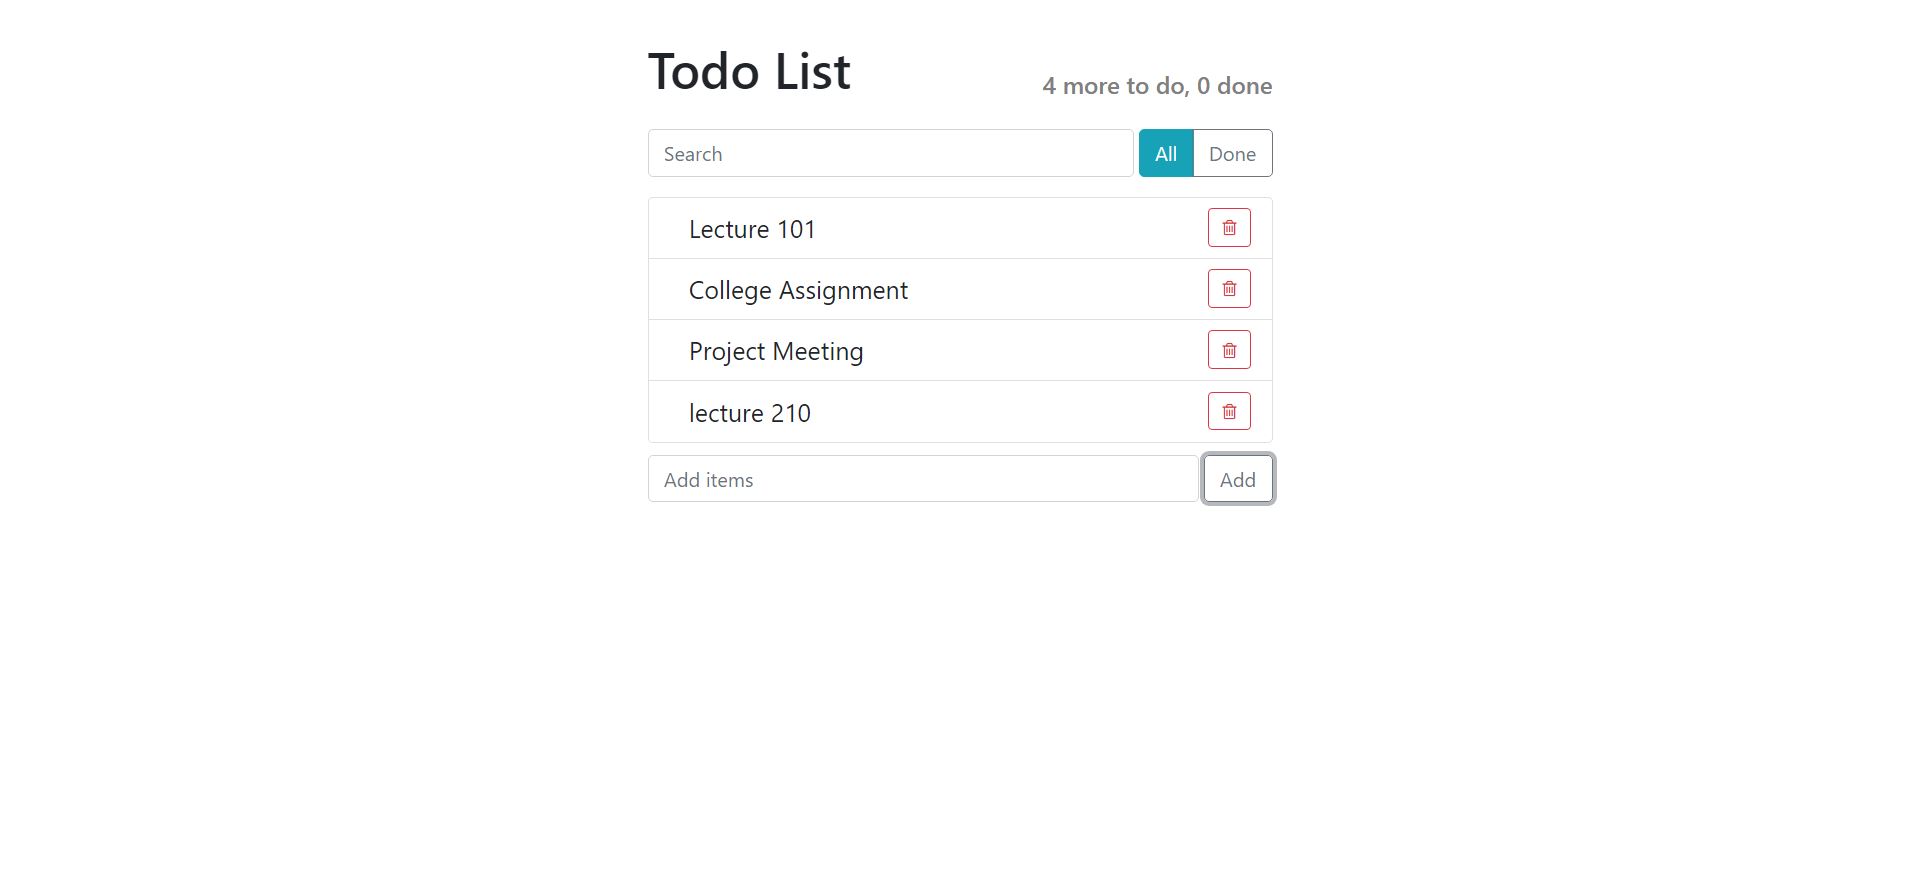 Todo List
4 more to do, 0 done
Search
All
Done
Lecture 101
College Assignment
Project Meeting
lecture 210
Add items
Add